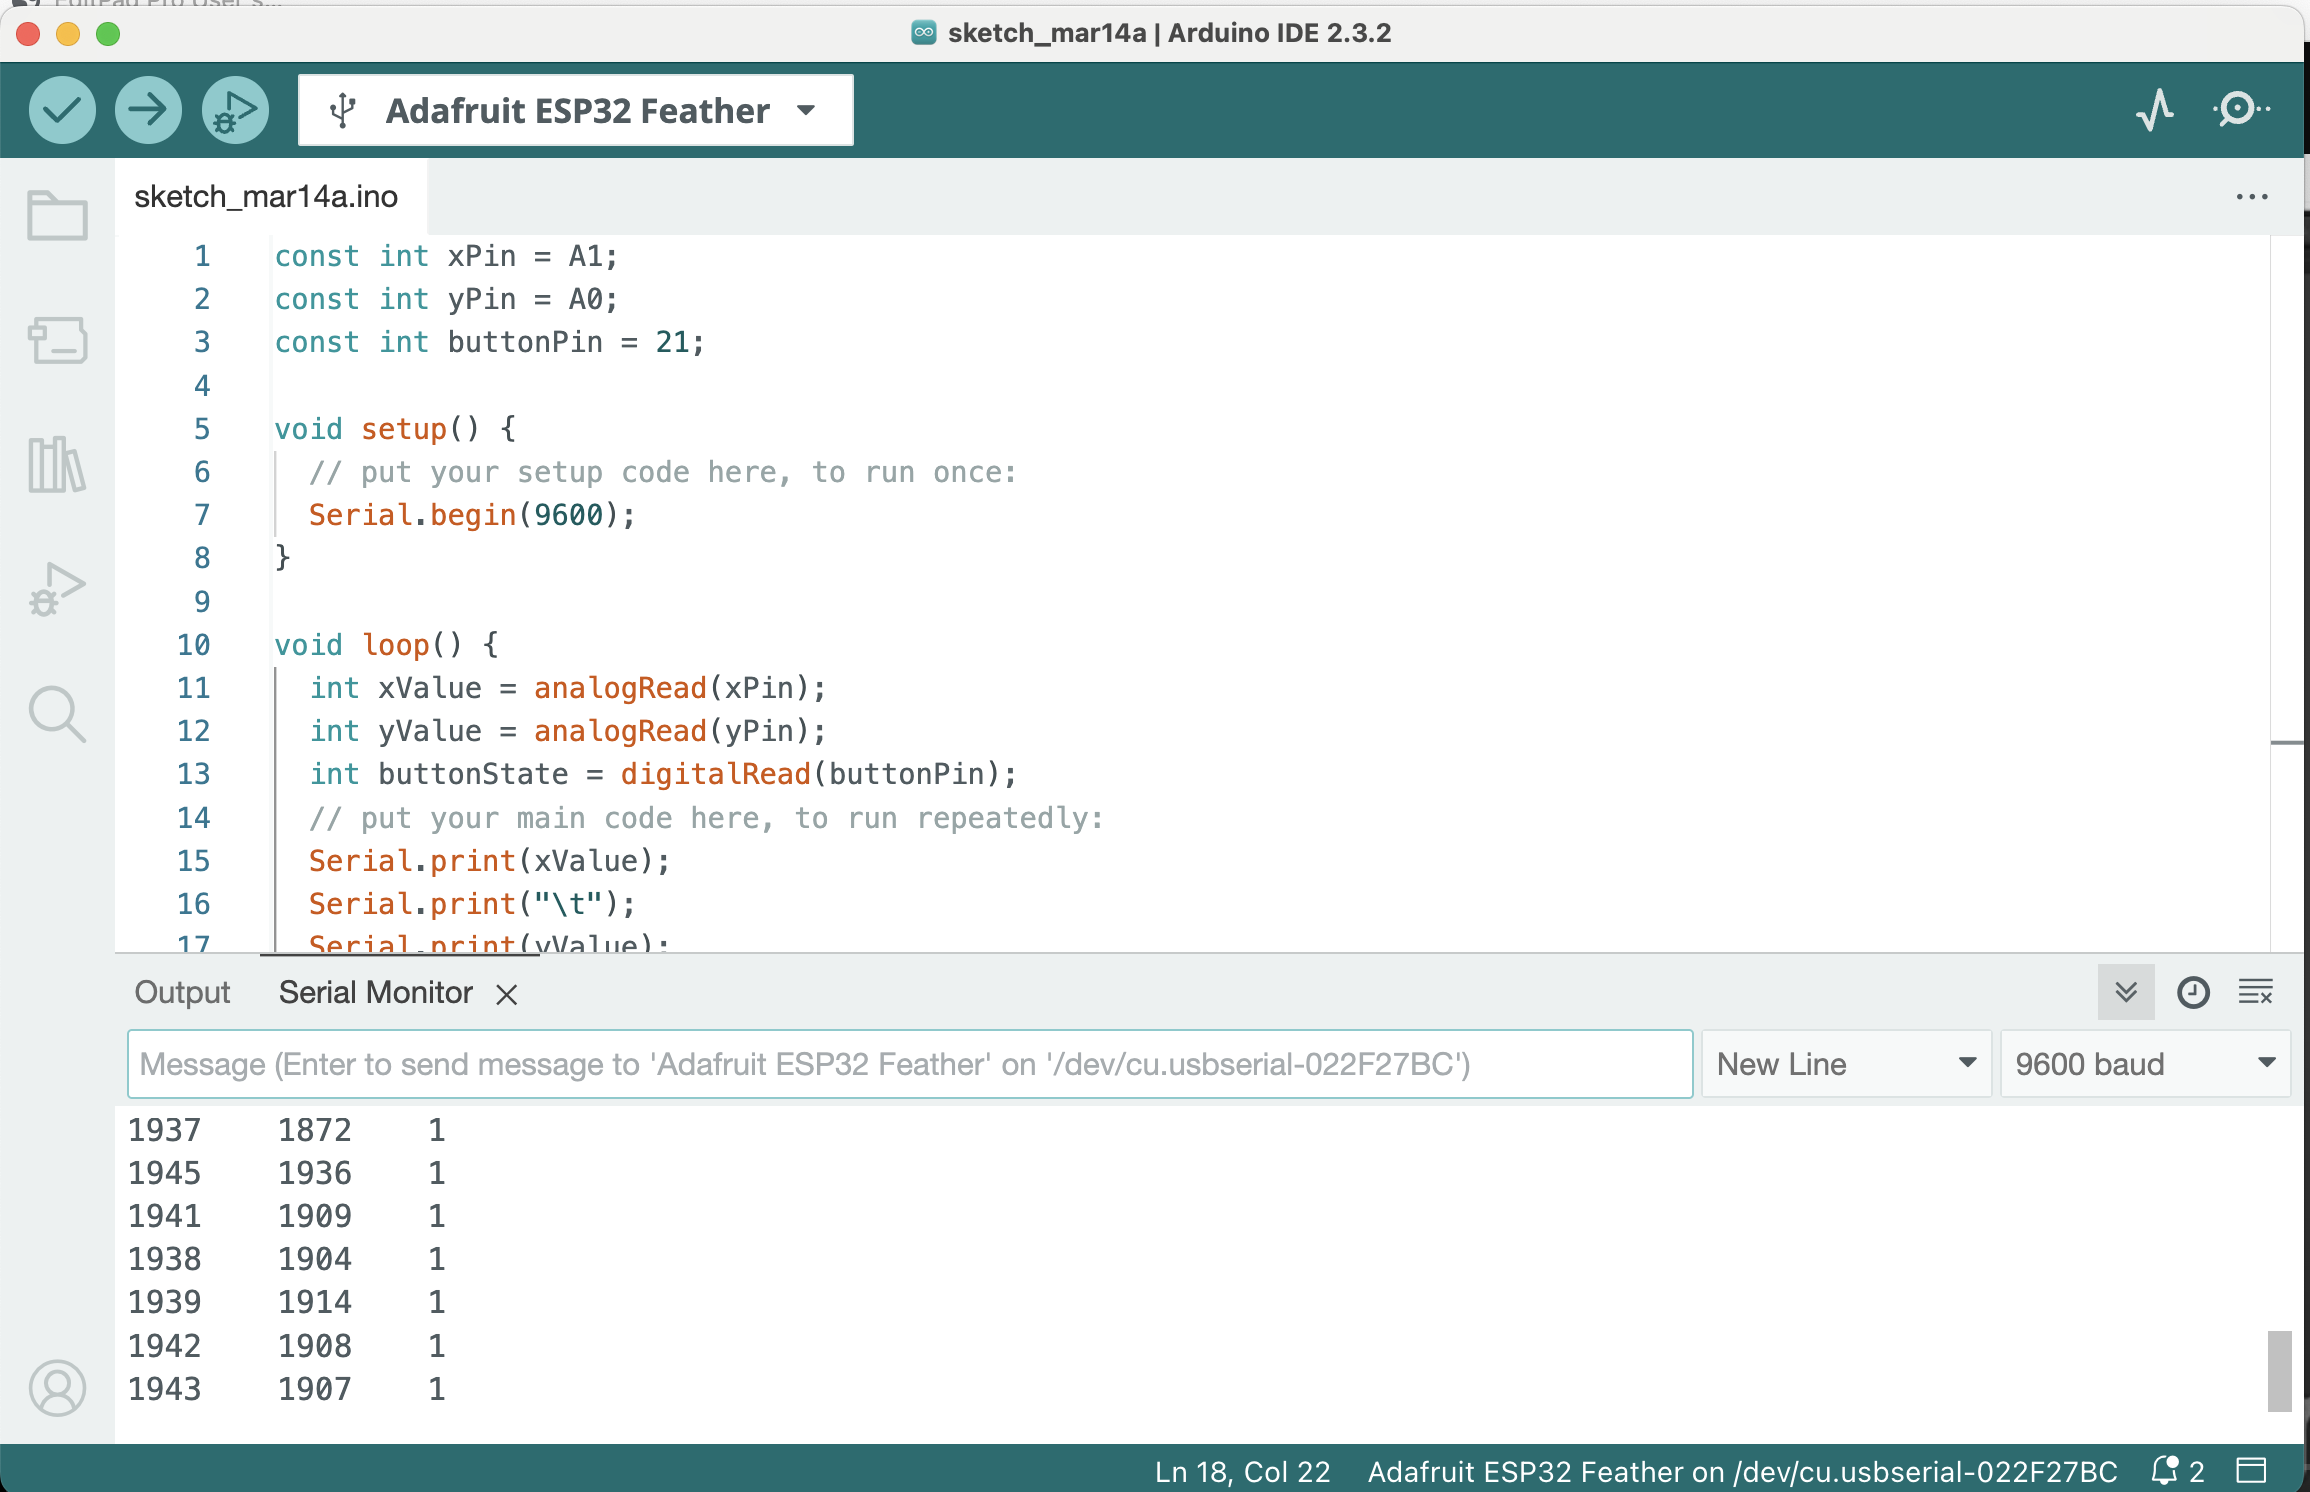 sketch_mar14a | Arduino IDE 2.3.2
Adafruit ESP32 Feather
sketch_mar14a.ino
1 const int xPin = A1;
2 const int yPin = A0;
3 const int buttonPin = 21;
4
5 void setup() {
6 // put your setup code here, to run once:
7 Serial.begin(9600);
8 }
9
10 void loop() {
11 int xValue = analogRead(xPin);
12 int yValue = analogRead(yPin);
13 int buttonState = digitalRead(buttonPin);
14 // put your main code here, to run repeatedly:
15 Serial.print(xValue);
16 Serial.print("\t");
17 Serial.print(yValue);
Output Serial Monitor
Message (Enter to send message to 'Adafruit ESP32 Feather' on '/dev/cu.usbserial-022F27BC') New Line 9600 baud
1937 1872 1
1945 1936 1
1941 1909 1
1938 1904 1
1939 1914 1
1942 1908 1
1943 1907 1
Ln 18, Col 22 Adafruit ESP32 Feather on /dev/cu.usbserial-022F27BC 2